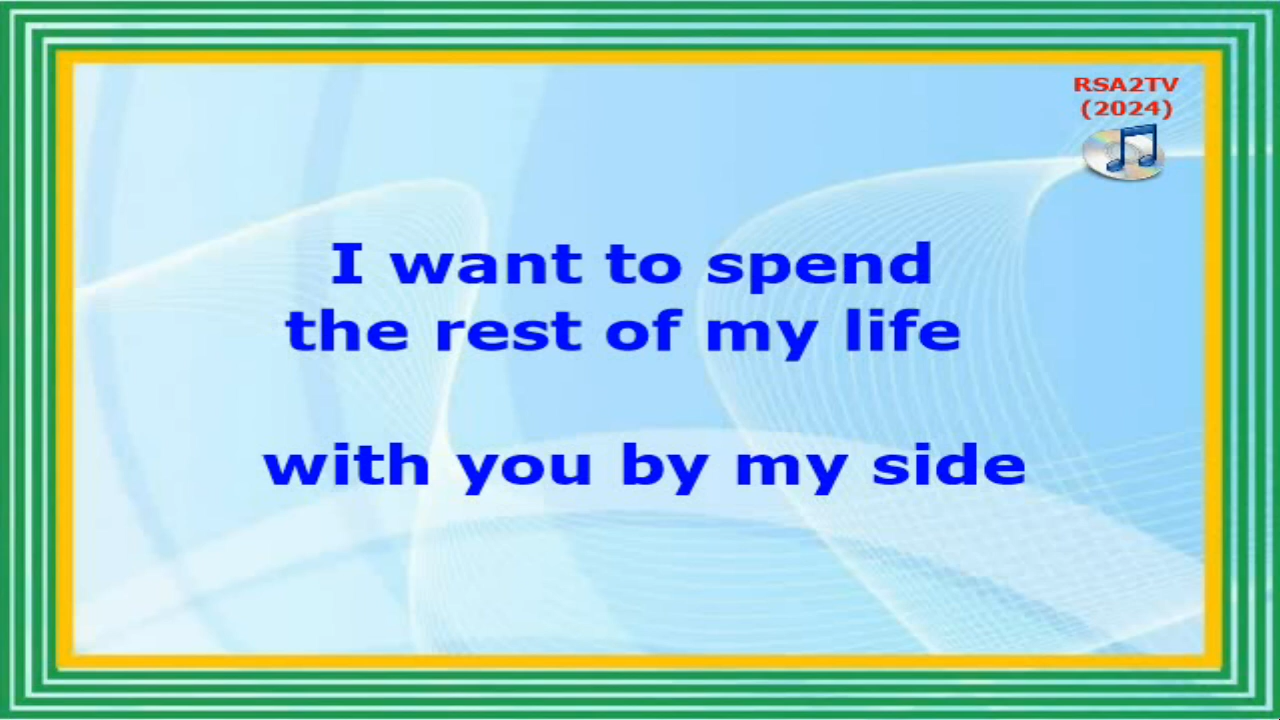 RSA2TV
(2024)
I want to spend
the rest of my life
with you by my side